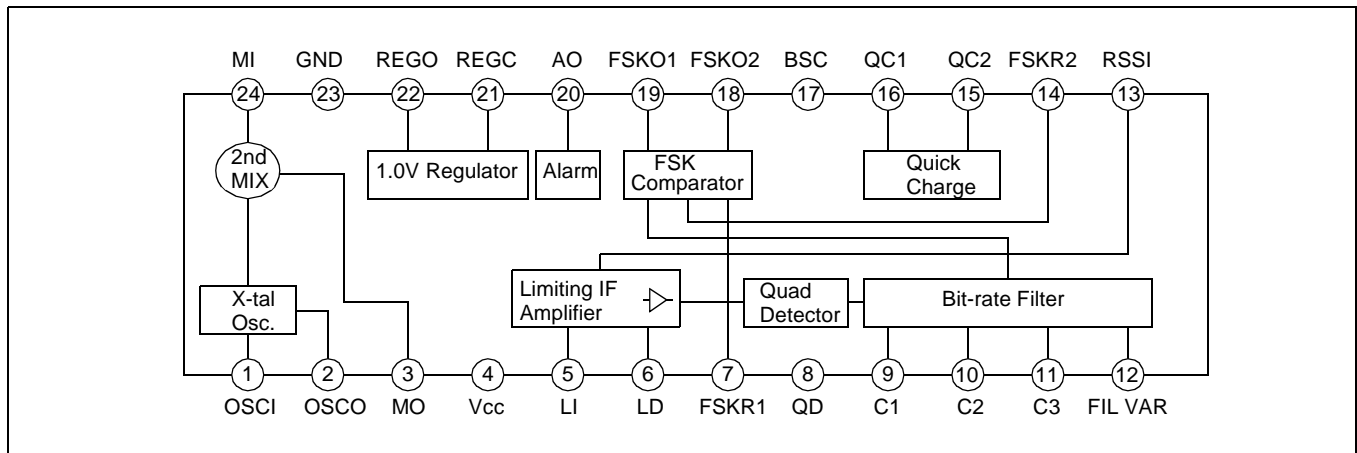 MI GND REGO REGC AO FSKO1 FSKO2 BSC QC1 QC2 FSKR2 RSSI
24 23 22 21 20 19 18 17 16 15 14 13
2nd
MIX
1.0V Regulator
Alarm
FSK
Comparator
Quick
Charge
X-tal
Osc.
Limiting IF
Amplifier
Quad
Detector
Bit-rate Filter
1 2 3 4 5 6 7 8 9 10 11 12
OSCI OSCO MO Vcc LI LD FSKR1 QD C1 C2 C3 FIL VAR